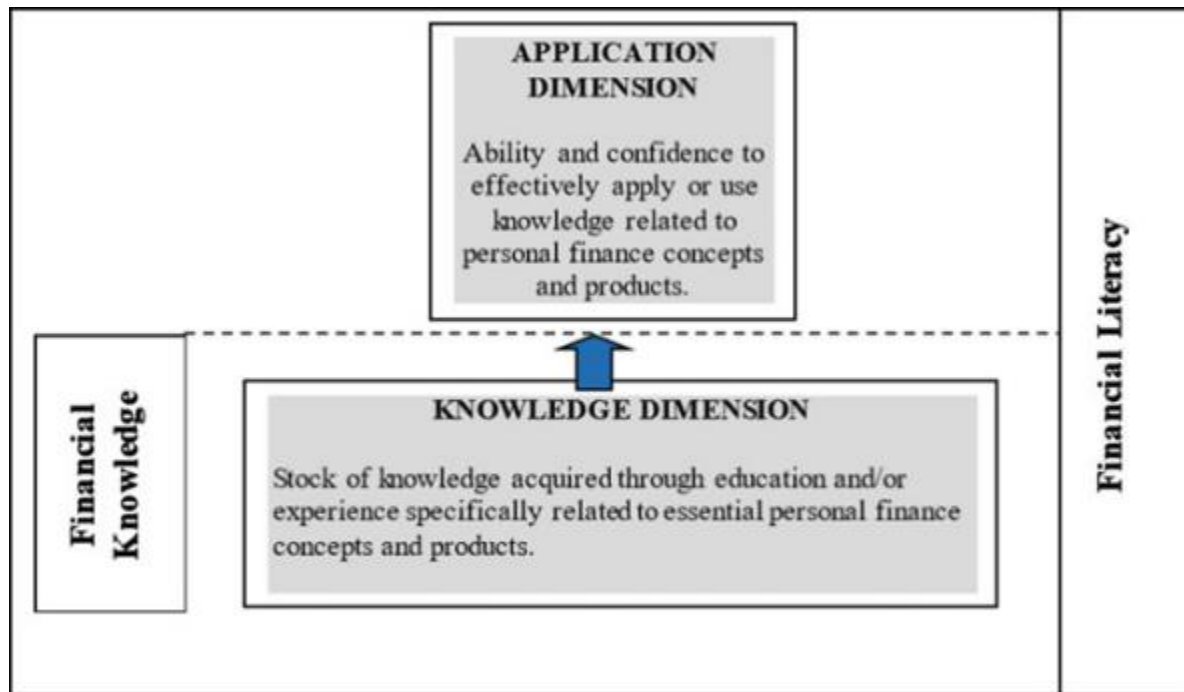 APPLICATION
DIMENSION
Ability and confidence to
effectively apply or use
knowledge related to
personal finance concepts
and products.
Financial
Knowledge
KNOWLEDGE DIMENSION
Stock of knowledge acquired through education and/or
experience specifically related to essential personal finance
concepts and products.
Financial Literacy